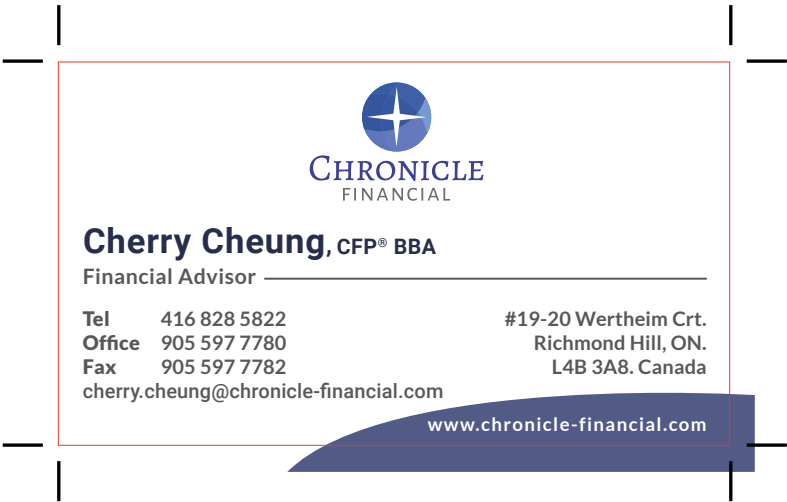 CHRONICLE
FINANCIAL
Cherry Cheung, CFP® BBA
Financial Advisor
Tel 416 828 5822
Office 905 597 7780
Fax 905 597 7782
cherry.cheung@chronicle-financial.com
#19-20 Wertheim Crt.
Richmond Hill, ON.
L4B 3A8. Canada
www.chronicle-financial.com